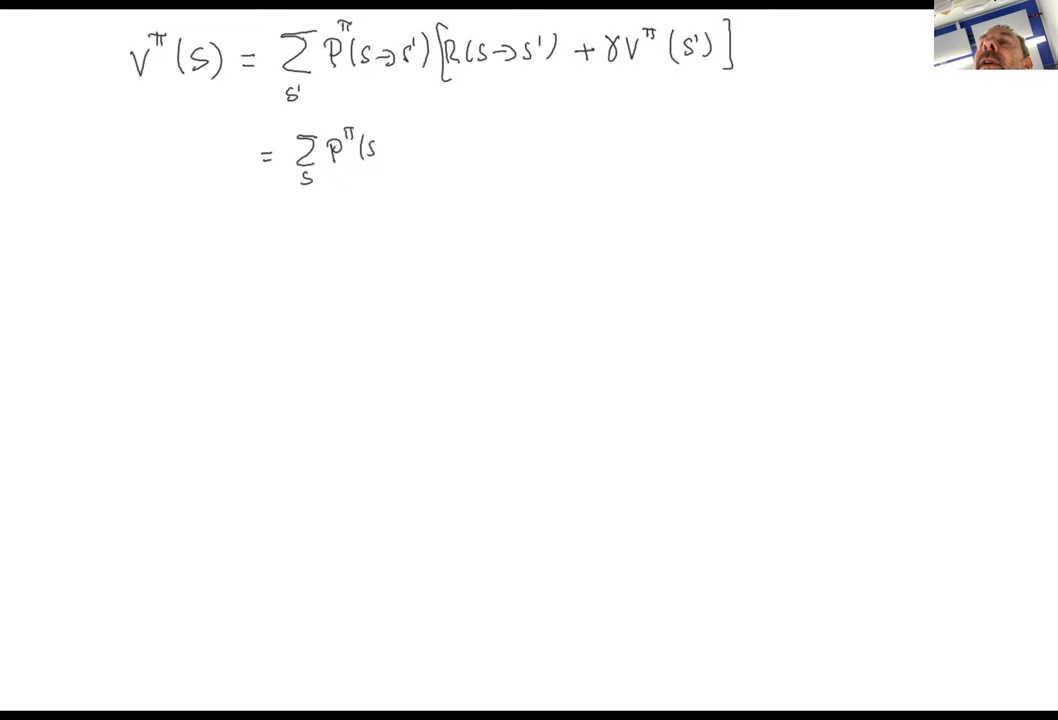 V^π(s) = Σ_{s'} P^π(s→s') [R(s→s') + γV^π(s')]
= Σ_s P^π(s